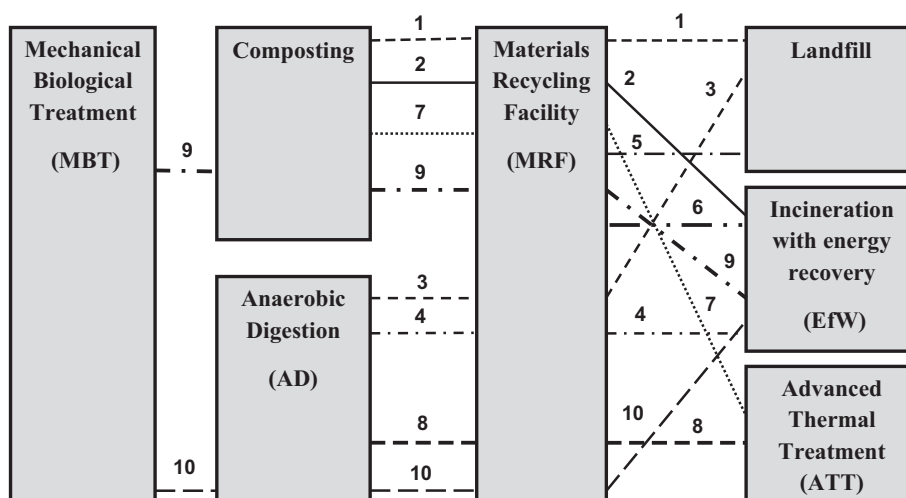 Mechanical
Biological
Treatment
(MBT)
9
10
Composting
Anaerobic
Digestion
(AD)
1
2
7
9
3
4
8
10
Materials
Recycling
Facility
(MRF)
1
2
3
5
6
9
7
4
10
8
Landfill
Incineration
with energy
recovery
(EfW)
Advanced
Thermal
Treatment
(ATT)